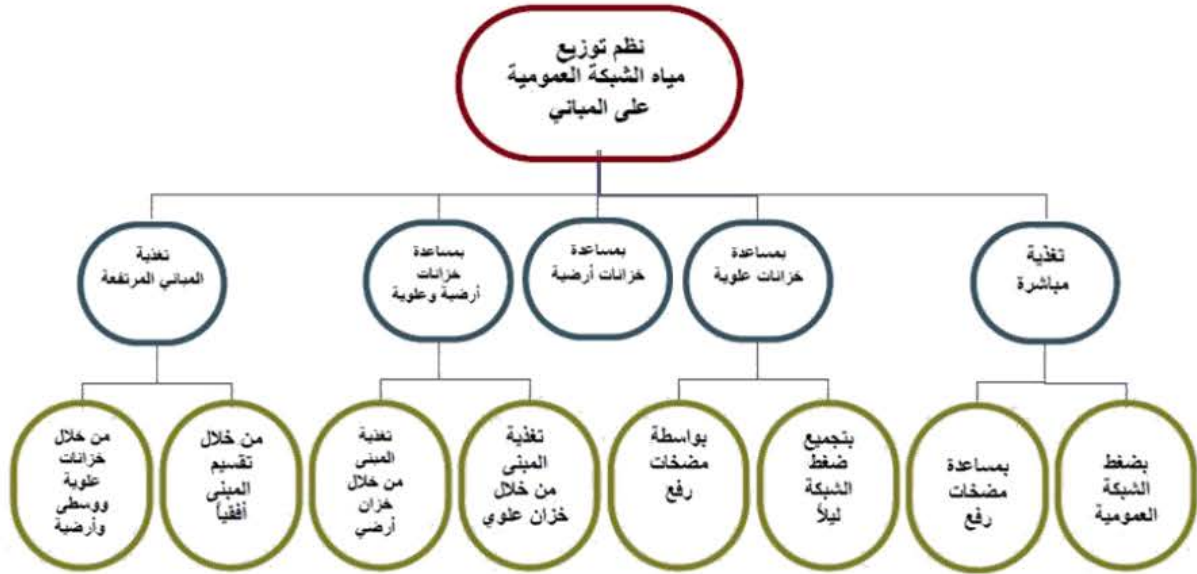 نظم توزيع
مياه الشبكة العمومية
على المباني
تغذية
مباشرة
بمساعدة
خزانات علوية
بمساعدة
خزانات أرضية
بمساعدة
خزانات
أرضية وعلوية
تغذية
المباني المرتفعة
بضغط
الشبكة
العمومية
بمساعدة
مضخات
رفع
بتجميع
ضغط
الشبكة
ليلاً
بواسطة
مضخات
رفع
تغذية
المبنى
من خلال
خزان علوي
تغذية
المبنى
من خلال
خزان
أرضي
من خلال
تقسيم
المبنى
أفقياً
من خلال
خزانات
علوية
ووسطى
وأرضية